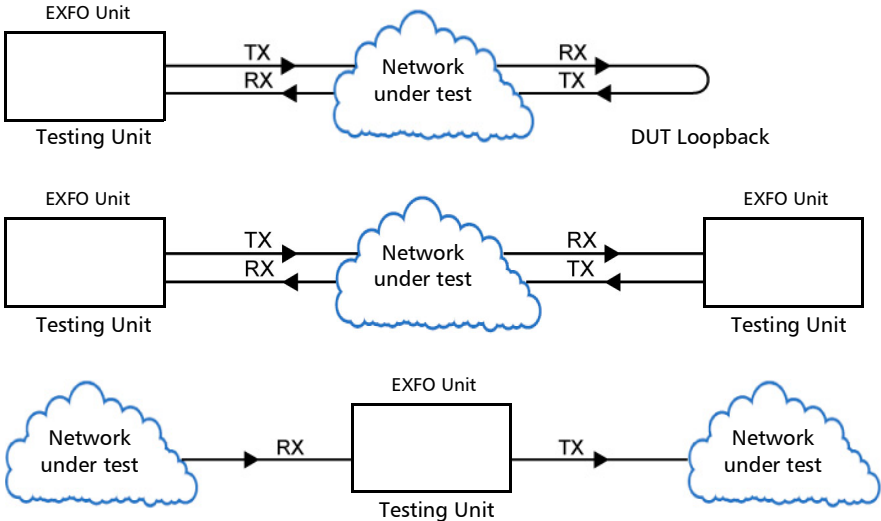 EXFO Unit
TX
RX
Network
under test
RX
TX
Testing Unit
DUT Loopback
EXFO Unit
EXFO Unit
TX
RX
Network
under test
RX
TX
Testing Unit
Testing Unit
EXFO Unit
Network
under test
RX
TX
Network
under test
Testing Unit